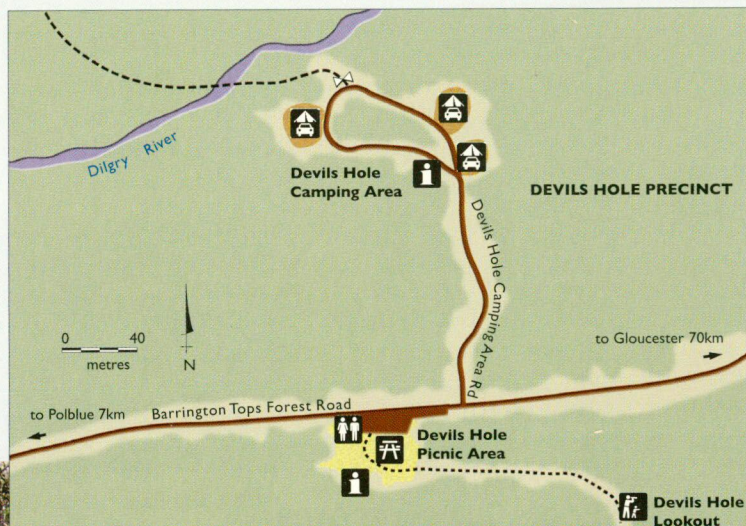 Dilgry River
Devils Hole
Camping Area
DEVILS HOLE PRECINCT
Devils Hole Camping Area Rd
0 40
metres
N
to Gloucester 70km
to Polblue 7km
Barrington Tops Forest Road
Devils Hole
Picnic Area
Devils Hole
Lookout